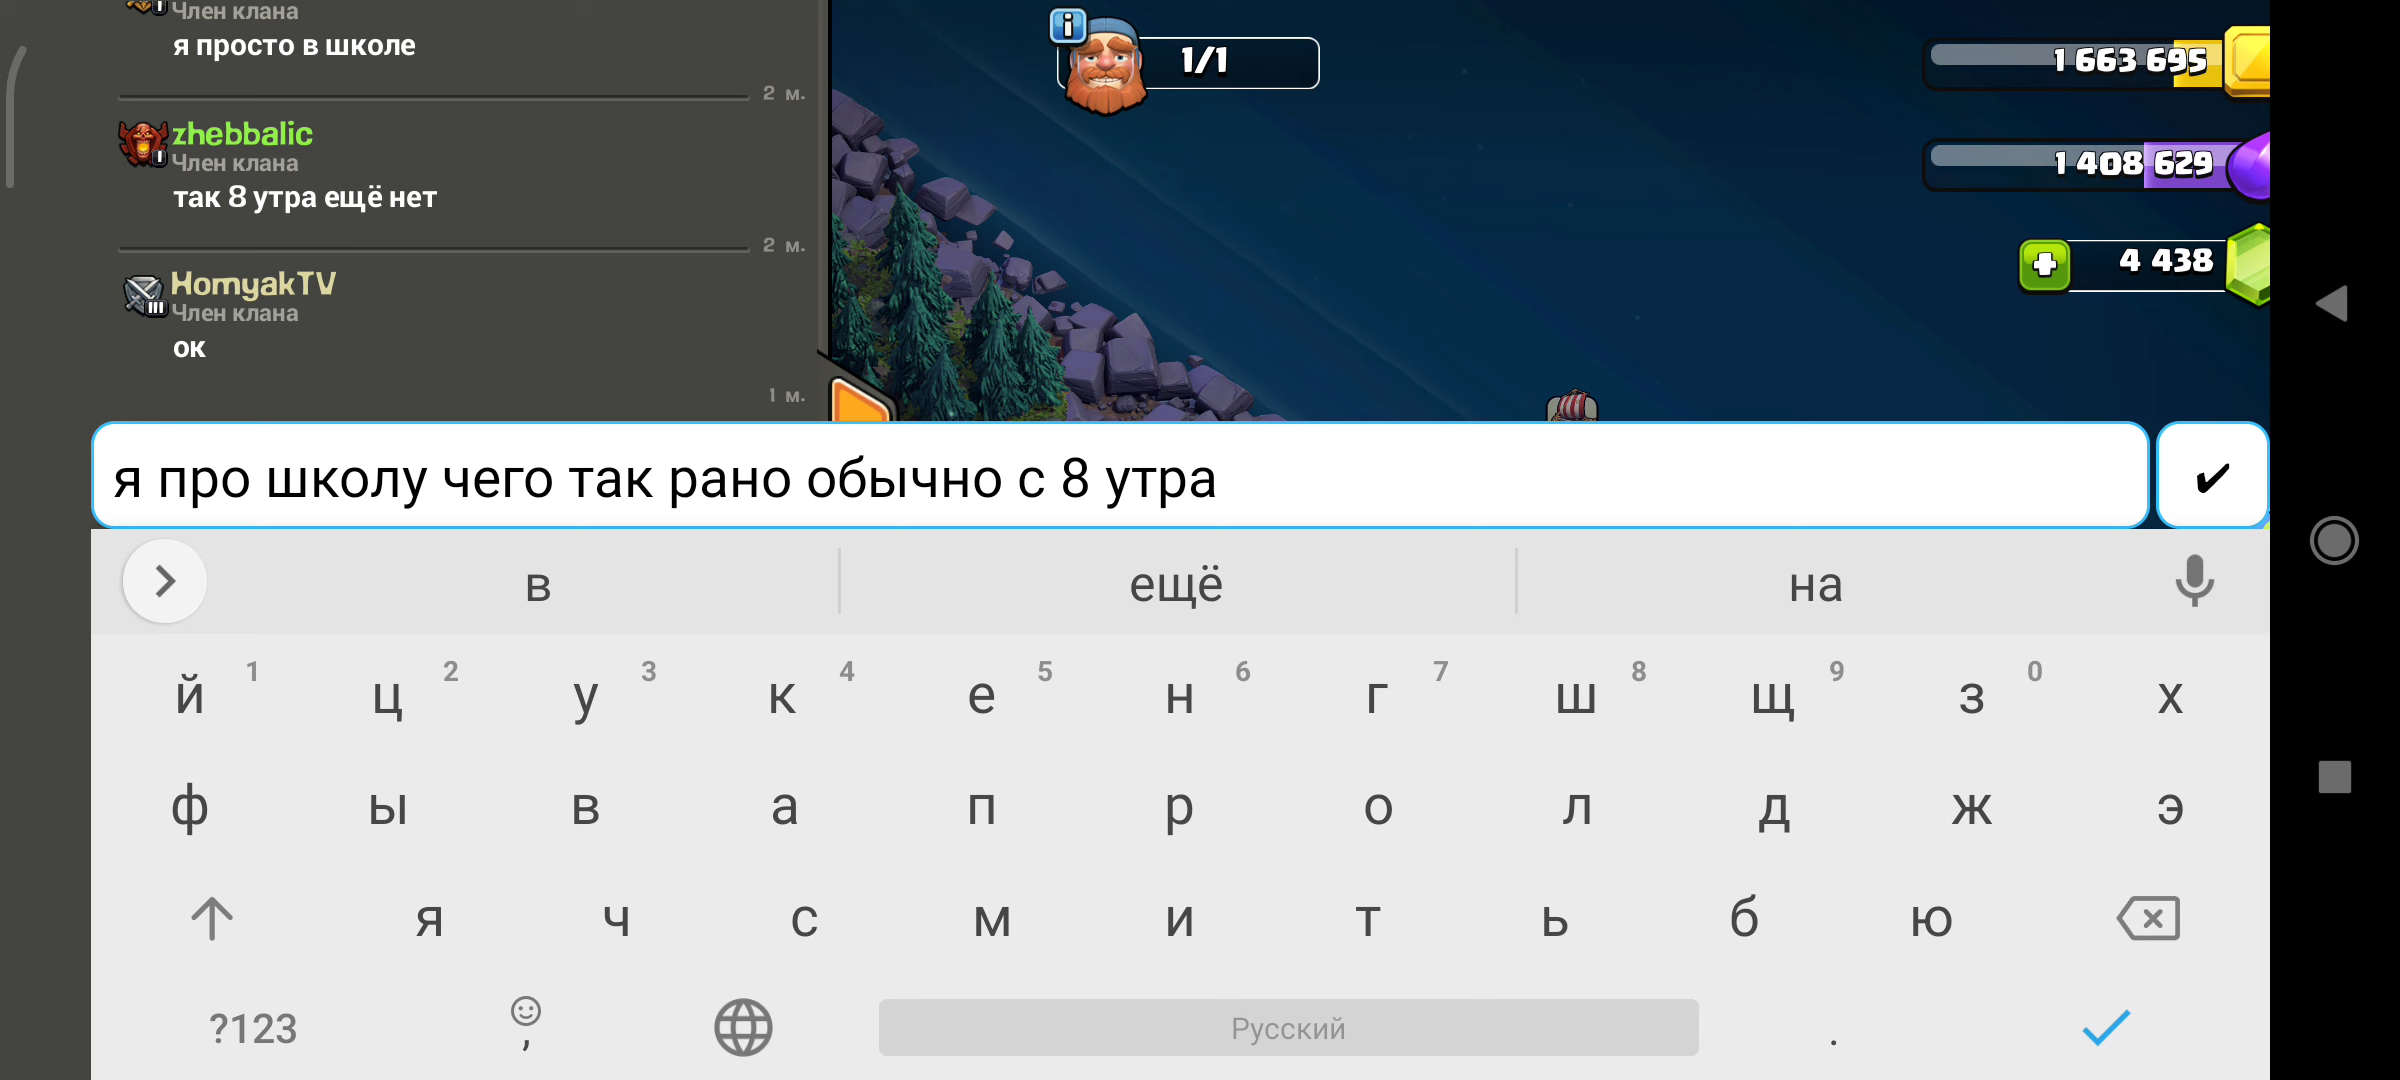 Член клана
я просто в школе
2 м.
zhebbalic
Член клана
так 8 утра ещё нет
2 м.
HomyakTV
Член клана
ок
1 м.
1/1
1 663 695
1 408 629
4 438
я про школу чего так рано обычно с 8 утра
в ещё на
й 1 ц 2 у 3 к 4 е 5 н 6 г 7 ш 8 щ 9 з 0 х
ф ы в а п р о л д ж э
я ч с м и т ь б ю
?123 , Русский .